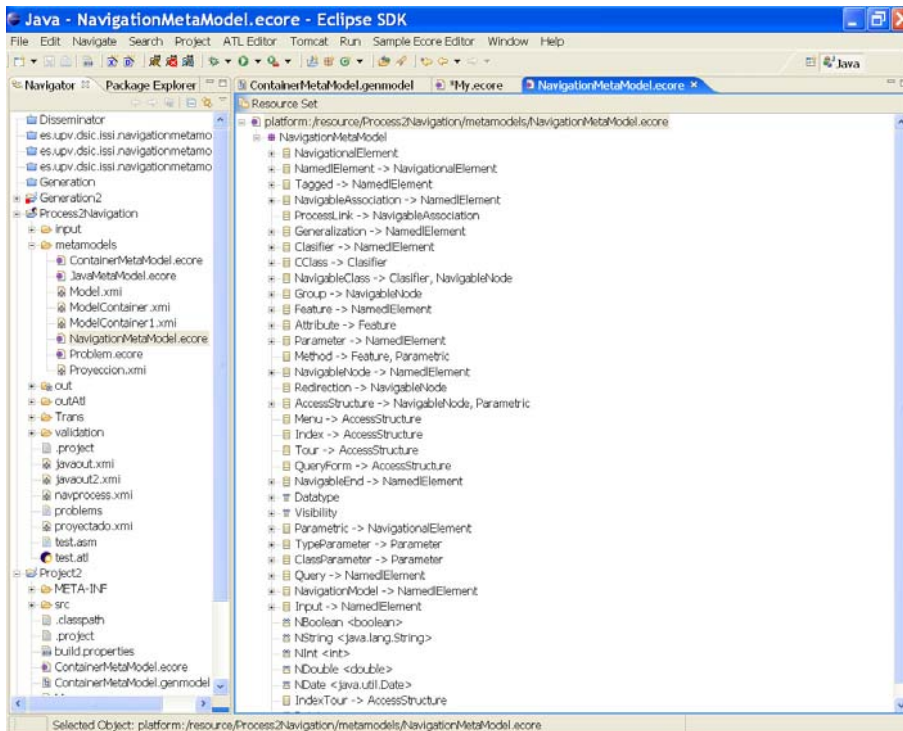 Java - NavigationMetaModel.ecore - Eclipse SDK
File Edit Navigate Search Project ATL Editor Tomcat Run Sample Ecore Editor Window Help
Java
Navigator Package Explorer
ContainerMetaModel.genmodel *My.ecore NavigationMetaModel.ecore
Disseminator
es.upv.dsic.issi.navigationmetamo
es.upv.dsic.issi.navigationmetamo
es.upv.dsic.issi.navigationmetamo
Generation
Generation2
Process2Navigation
input
metamodels
ContainerMetaModel.ecore
JavaMetaModel.ecore
Model.xmi
ModelContainer.xmi
ModelContainer1.xmi
NavigationMetaModel.ecore
Problem.ecore
Proyeccion.xmi
out
outAtl
Trans
validation
.project
javaout.xmi
javaout2.xmi
navprocess.xmi
problems
proyectado.xmi
test.asm
test.atl
Project2
META-INF
src
.classpath
.project
build.properties
ContainerMetaModel.ecore
ContainerMetaModel.genmodel
Resource Set
platform:/resource/Process2Navigation/metamodels/NavigationMetaModel.ecore
NavigationMetaModel
NavigationalElement
NamedElement -> NavigationalElement
Tagged -> NamedElement
NavigableAssociation -> NamedElement
ProcessLink -> NavigableAssociation
Generalization -> NamedElement
Clasifier -> NamedElement
CClass -> Clasifier
NavigableClass -> Clasifier, NavigableNode
Group -> NavigableNode
Feature -> NamedElement
Attribute -> Feature
Parameter -> NamedElement
Method -> Feature, Parametric
NavigableNode -> NamedElement
Redirection -> NavigableNode
AccessStructure -> NavigableNode, Parametric
Menu -> AccessStructure
Index -> AccessStructure
Tour -> AccessStructure
QueryForm -> AccessStructure
NavigableEnd -> NamedElement
Datatype
Visibility
Parametric -> NavigationalElement
TypeParameter -> Parameter
ClassParameter -> Parameter
Query -> NamedElement
NavigationModel -> NamedElement
Input -> NamedElement
NBoolean <boolean>
NString <java.lang.String>
NInt <int>
NDouble <double>
NDate <java.util.Date>
IndexTour -> AccessStructure
Selected Object: platform:/resource/Process2Navigation/metamodels/NavigationMetaModel.ecore